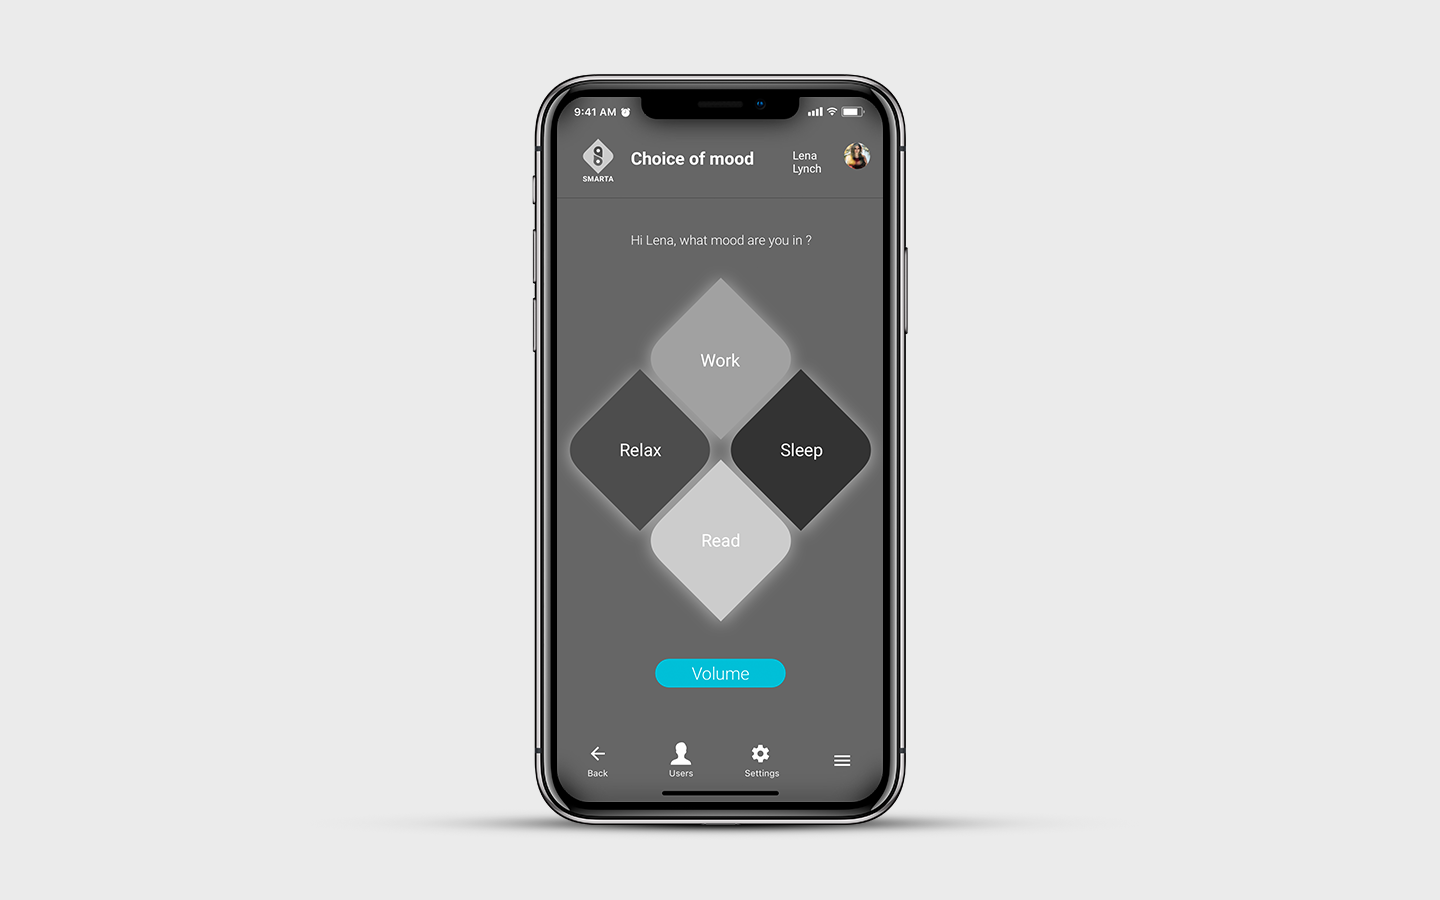 9:41 AM
SMARTA
Choice of mood
Lena
Lynch
Hi Lena, what mood are you in ?
Work
Relax
Sleep
Read
Volume
Back
Users
Settings